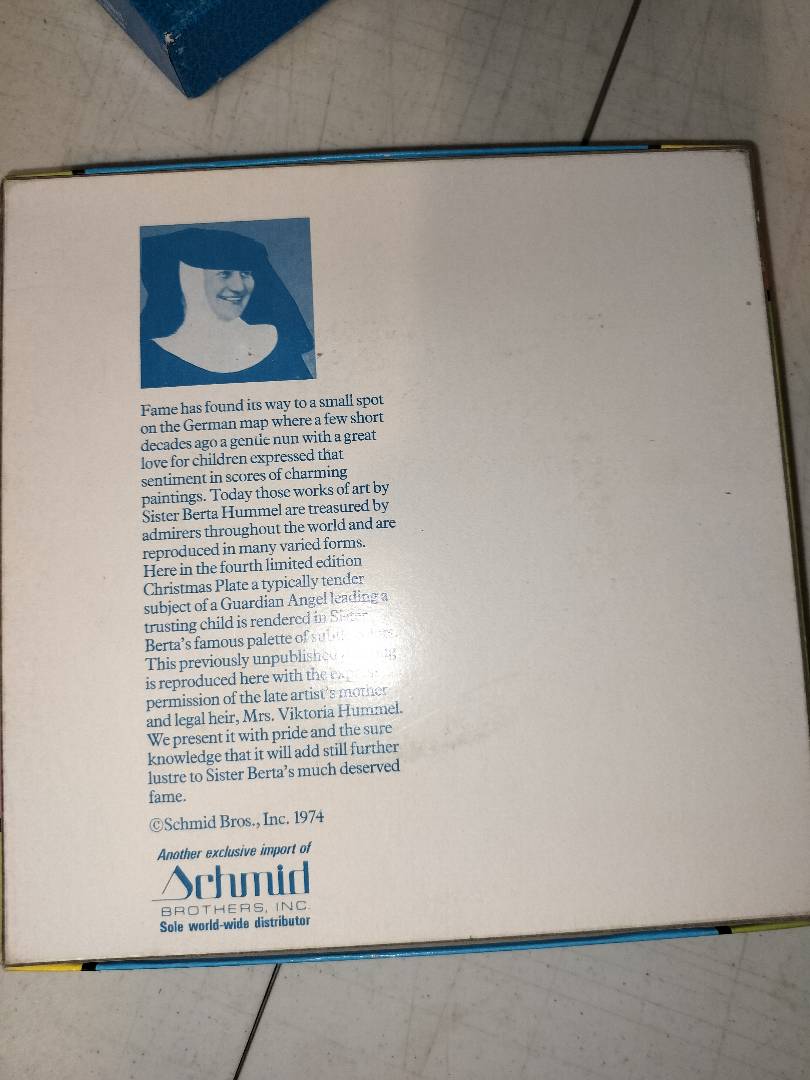 Fame has found its way to a small spot
on the German map where a few short
decades ago a gentle nun with a great
love for children expressed that
sentiment in scores of charming
paintings. Today those works of art by
Sister Berta Hummel are treasured by
admirers throughout the world and are
reproduced in many varied forms.
Here in the fourth limited edition
Christmas Plate a typically tender
subject of a Guardian Angel leading a
trusting child is rendered in Sister
Berta's famous palette of
This previously unpublished
is reproduced here with the
permission of the late artist's mother
and legal heir, Mrs. Viktoria Hummel.
We present it with pride and the sure
knowledge that it will add still further
lustre to Sister Berta's much deserved
fame.
©Schmid Bros., Inc. 1974
Another exclusive import of
Schmid
BROTHERS, INC.
Sole world-wide distributor